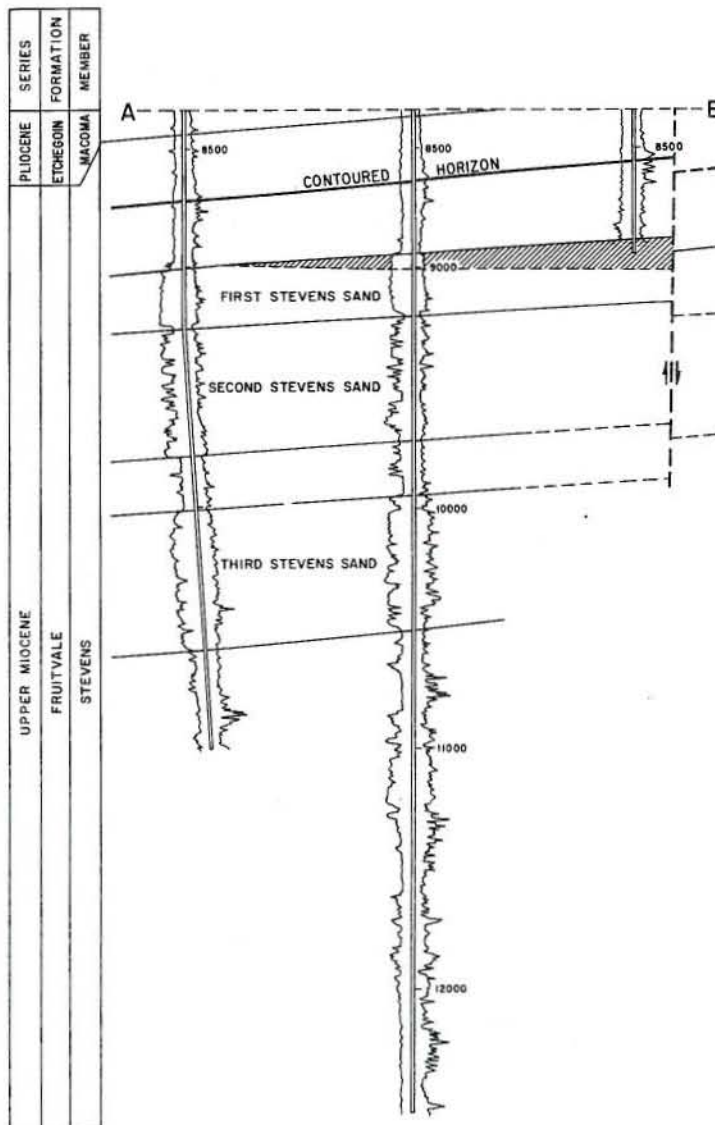 SERIES
FORMATION
MEMBER
PLIOCENE
ETCHEGOIN
MACOMA
UPPER MIOCENE
FRUITVALE
STEVENS
A
8500
8500
8500
CONTOURED HORIZON
9000
FIRST STEVENS SAND
SECOND STEVENS SAND
10000
THIRD STEVENS SAND
11000
12000